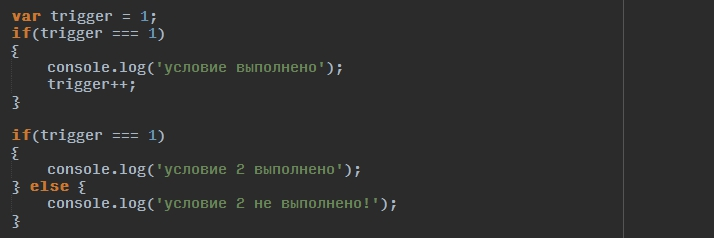 var trigger = 1;
if(trigger === 1)
{
    console.log('условие выполнено');
    trigger++;
}

if(trigger === 1)
{
    console.log('условие 2 выполнено');
} else {
    console.log('условие 2 не выполнено!');
}